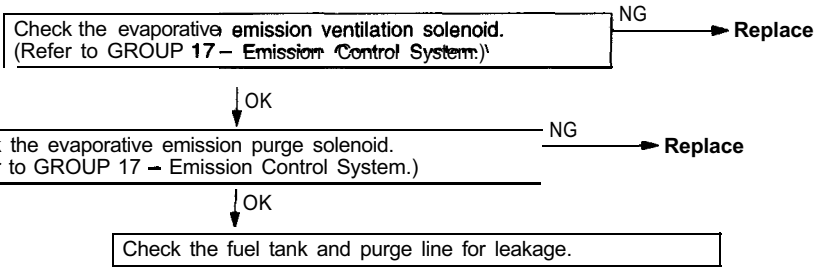 Check the evaporative emission ventilation solenoid.
(Refer to GROUP 17 – Emission Control System.)
NG
Replace
OK
the evaporative emission purge solenoid.
to GROUP 17 – Emission Control System.)
NG
Replace
OK
Check the fuel tank and purge line for leakage.